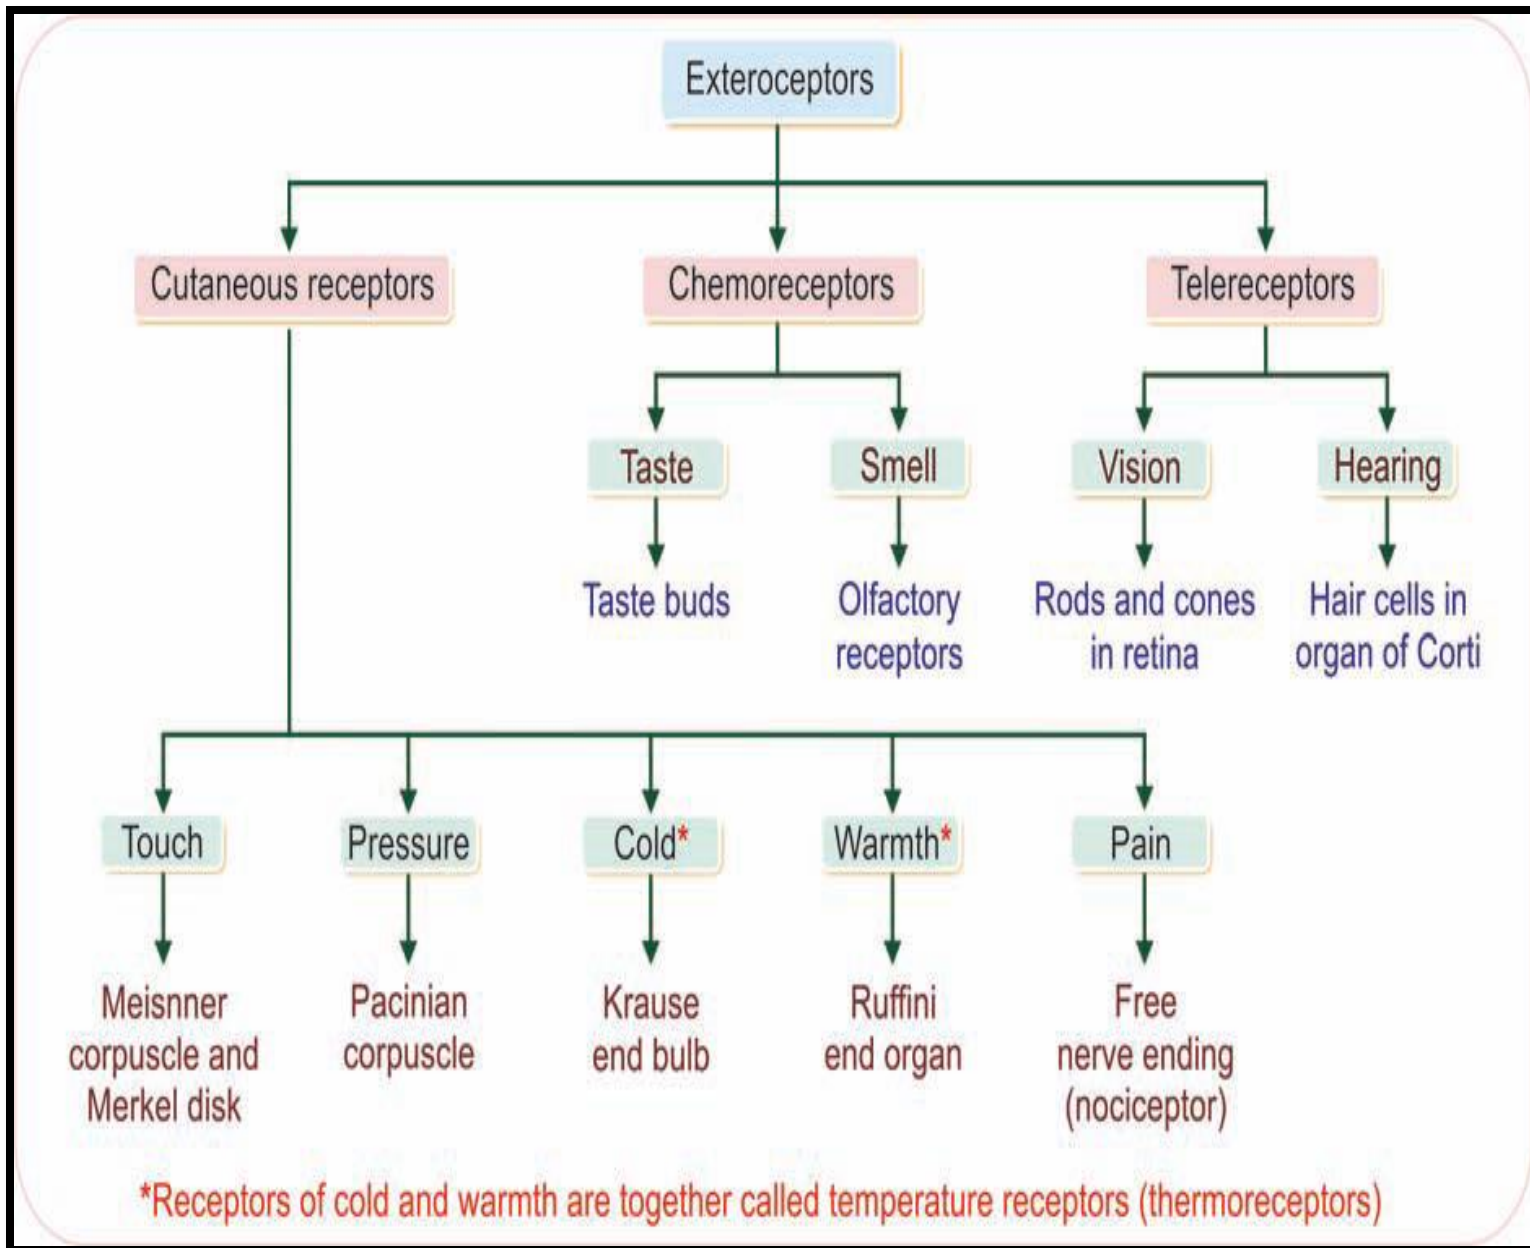 Exteroceptors
Cutaneous receptors
Chemoreceptors
Telereceptors
Taste
Smell
Vision
Hearing
Taste buds
Olfactory
receptors
Rods and cones
in retina
Hair cells in
organ of Corti
Touch
Pressure
Cold*
Warmth*
Pain
Meisnner
corpuscle and
Merkel disk
Pacinian
corpuscle
Krause
end bulb
Ruffini
end organ
Free
nerve ending
(nociceptor)
*Receptors of cold and warmth are together called temperature receptors (thermoreceptors)